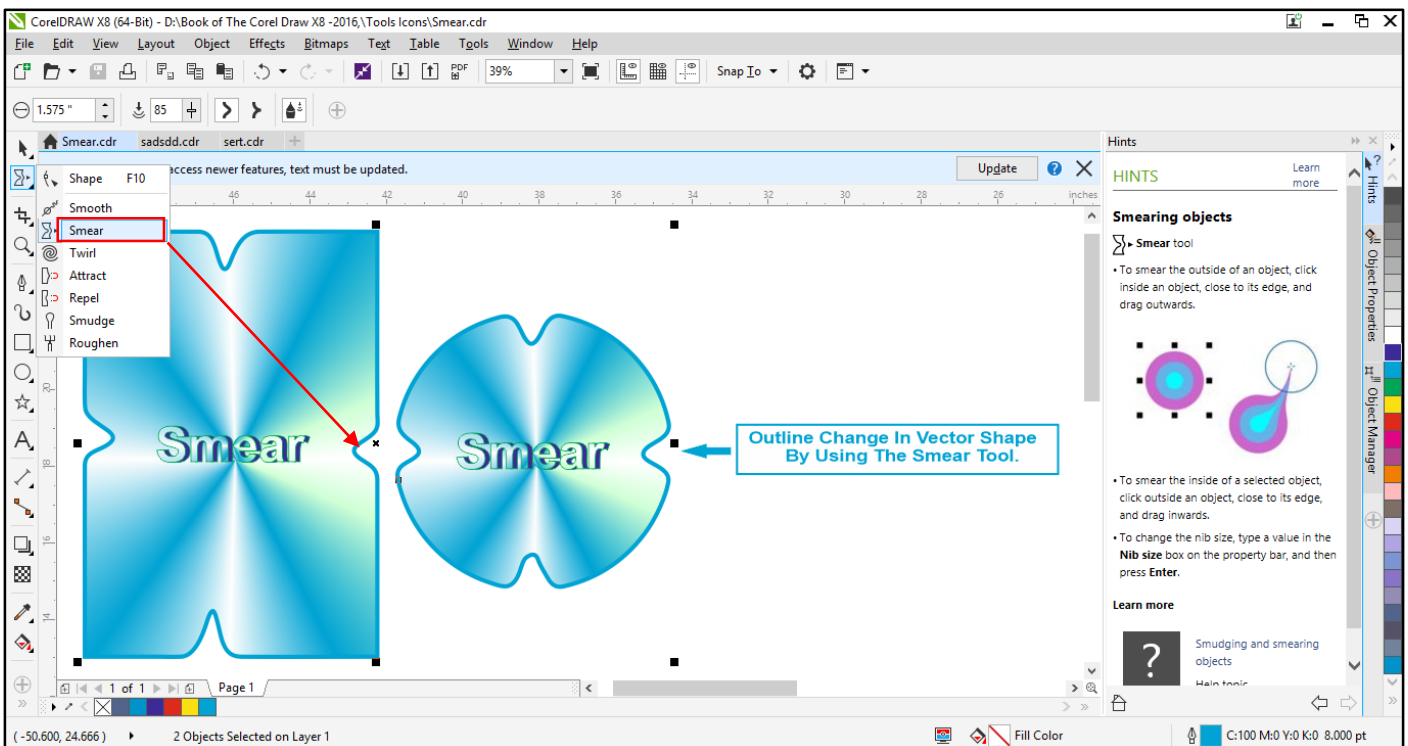 CorelDRAW X8 (64-Bit) - D:\Book of The Corel Draw X8 -2016,\Tools Icons\Smear.cdr
File Edit View Layout Object Effects Bitmaps Text Table Tools Window Help
PDF 39% Snap To
1.575 " 85
Smear.cdr sadsdd.cdr sert.cdr
Hints
access newer features, text must be updated. Update ?
HINTS Learn more
Shape F10
Smooth
Smear
Twirl
Attract
Repel
Smudge
Roughen
46 44 42 40 38 36 34 32 30 28 26 inches
20
18
16
14
Smear
Smear
Outline Change In Vector Shape
By Using The Smear Tool.
Smearing objects
Smear tool
• To smear the outside of an object, click
inside an object, close to its edge, and
drag outwards.
• To smear the inside of a selected object,
click outside an object, close to its edge,
and drag inwards.
• To change the nib size, type a value in the
Nib size box on the property bar, and then
press Enter.
Learn more
?
Smudging and smearing
objects
Help topic
Hints
Object Properties
Object Manager
1 of 1 Page 1
( -50.600, 24.666 ) 2 Objects Selected on Layer 1 Fill Color C:100 M:0 Y:0 K:0 8.000 pt